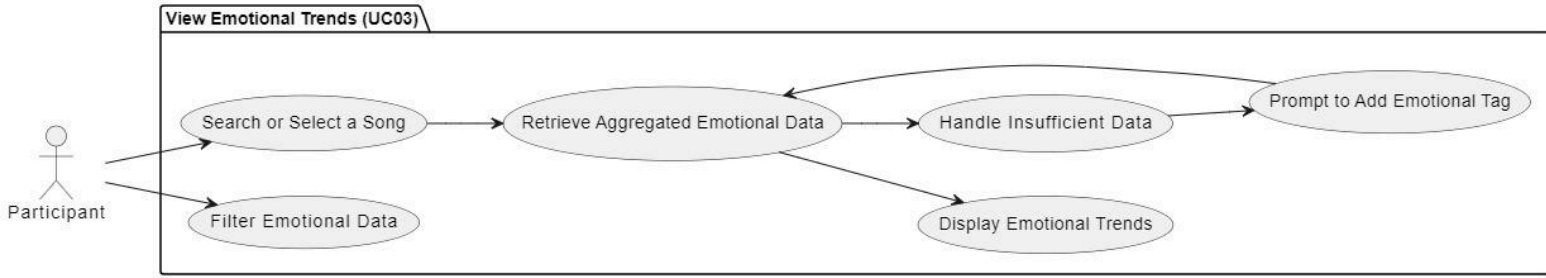 View Emotional Trends (UC03)
Prompt to Add Emotional Tag
Search or Select a Song
Retrieve Aggregated Emotional Data
Handle Insufficient Data
Participant
Filter Emotional Data
Display Emotional Trends